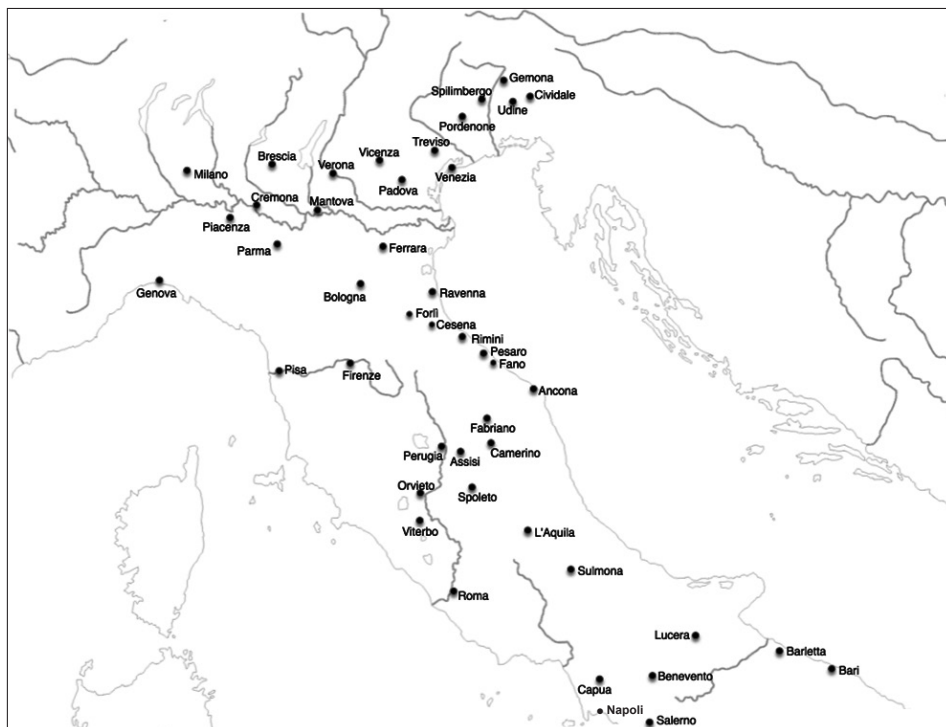 Gemona
Spilimbergo
Cividale
Udine
Pordenone
Treviso
Brescia
Vicenza
Verona
Venezia
Milano
Padova
Cremona
Mantova
Piacenza
Parma
Ferrara
Genova
Bologna
Ravenna
Forlì
Cesena
Rimini
Pesaro
Fano
Pisa
Firenze
Ancona
Fabriano
Perugia
Assisi
Camerino
Orvieto
Spoleto
Viterbo
L'Aquila
Sulmona
Roma
Lucera
Barletta
Bari
Benevento
Capua
Napoli
Salerno